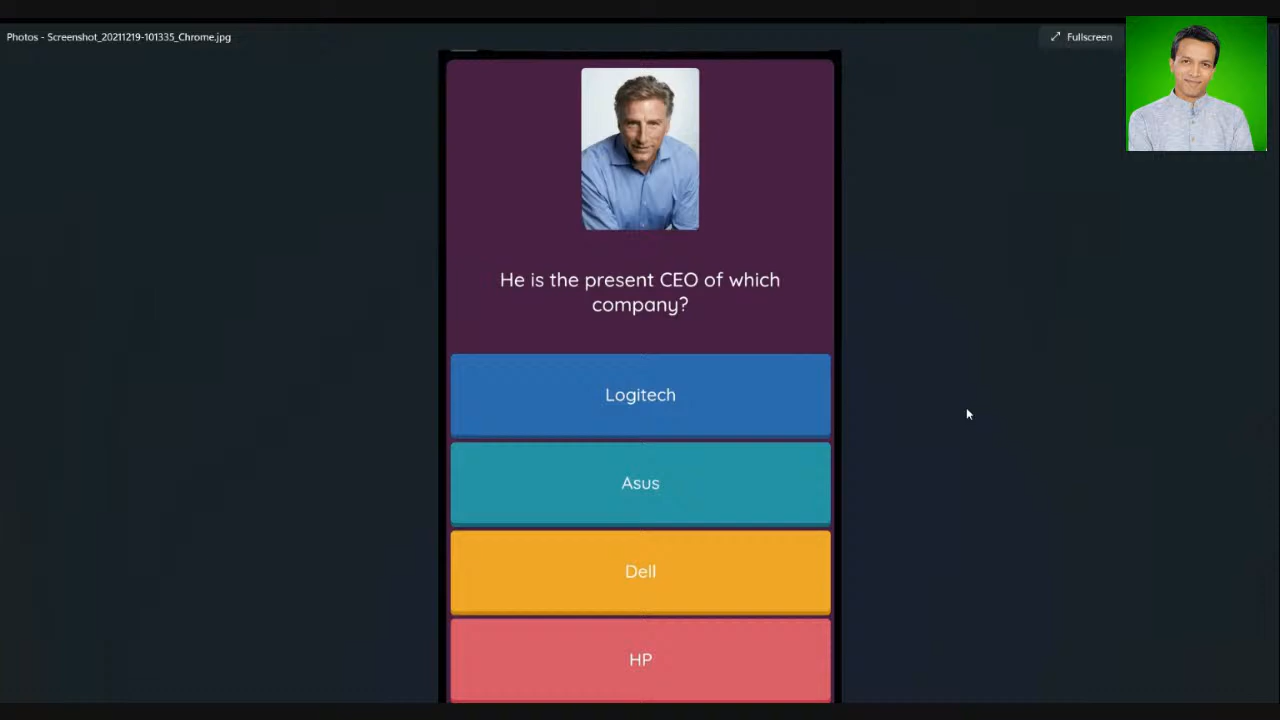 Photos - Screenshot_20211219-101335_Chrome.jpg
Fullscreen
He is the present CEO of which
company?
Logitech
Asus
Dell
HP